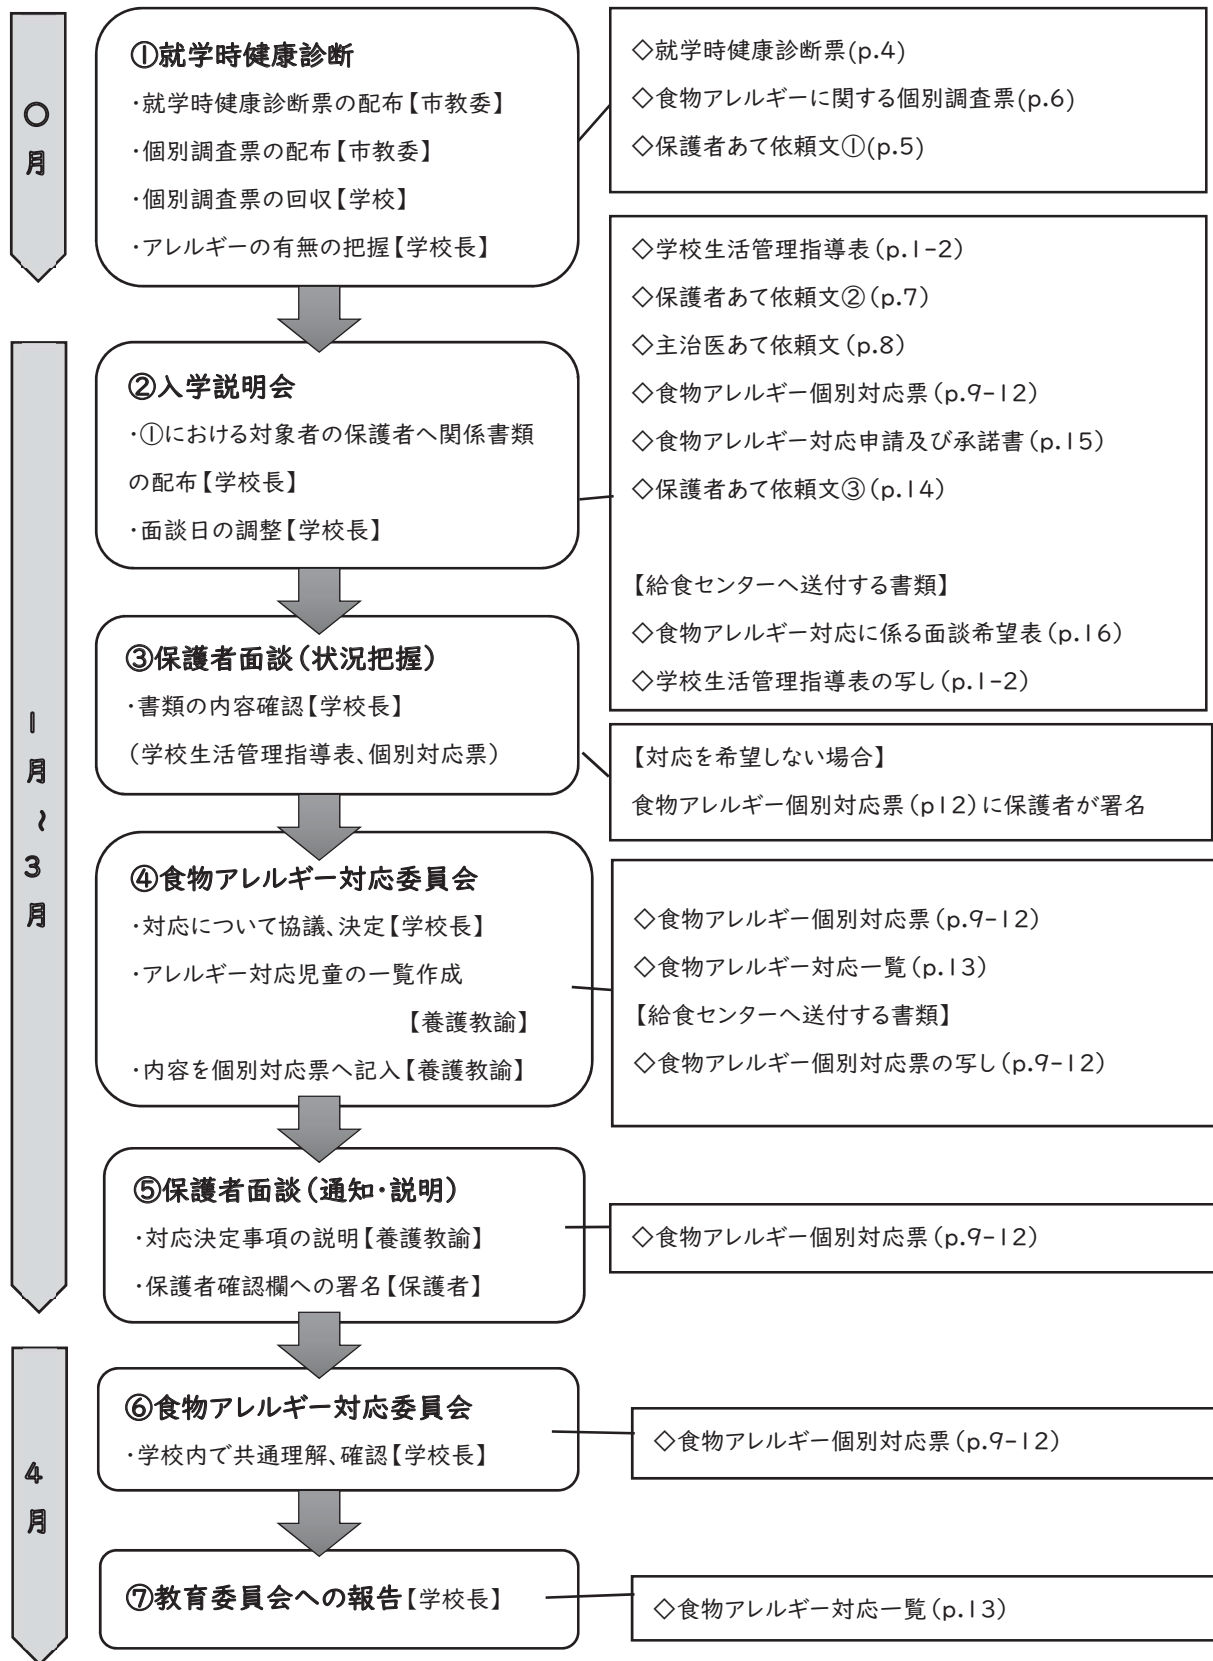 〇月
①就学時健康診断
・就学時健康診断票の配布【市教委】
・個別調査票の配布【市教委】
・個別調査票の回収【学校】
・アレルギーの有無の把握【学校長】
◇就学時健康診断票(p.4)
◇食物アレルギーに関する個別調査票(p.6)
◇保護者あて依頼文①(p.5)
1月~3月
②入学説明会
・①における対象者の保護者へ関係書類
の配布【学校長】
・面談日の調整【学校長】
◇学校生活管理指導表(p.1-2)
◇保護者あて依頼文②(p.7)
◇主治医あて依頼文(p.8)
◇食物アレルギー個別対応票(p.9-12)
◇食物アレルギー対応申請及び承諾書(p.15)
◇保護者あて依頼文③(p.14)
【給食センターへ送付する書類】
◇食物アレルギー対応に係る面談希望表(p.16)
◇学校生活管理指導表の写し(p.1-2)
③保護者面談(状況把握)
・書類の内容確認【学校長】
(学校生活管理指導表、個別対応票)
【対応を希望しない場合】
食物アレルギー個別対応票(p12)に保護者が署名
④食物アレルギー対応委員会
・対応について協議、決定【学校長】
・アレルギー対応児童の一覧作成
【養護教諭】
・内容を個別対応票へ記入【養護教諭】
◇食物アレルギー個別対応票(p.9-12)
◇食物アレルギー対応一覧(p.13)
【給食センターへ送付する書類】
◇食物アレルギー個別対応票の写し(p.9-12)
⑤保護者面談(通知・説明)
・対応決定事項の説明【養護教諭】
・保護者確認欄への署名【保護者】
◇食物アレルギー個別対応票(p.9-12)
4月
⑥食物アレルギー対応委員会
・学校内で共通理解、確認【学校長】
◇食物アレルギー個別対応票(p.9-12)
⑦教育委員会への報告【学校長】
◇食物アレルギー対応一覧(p.13)